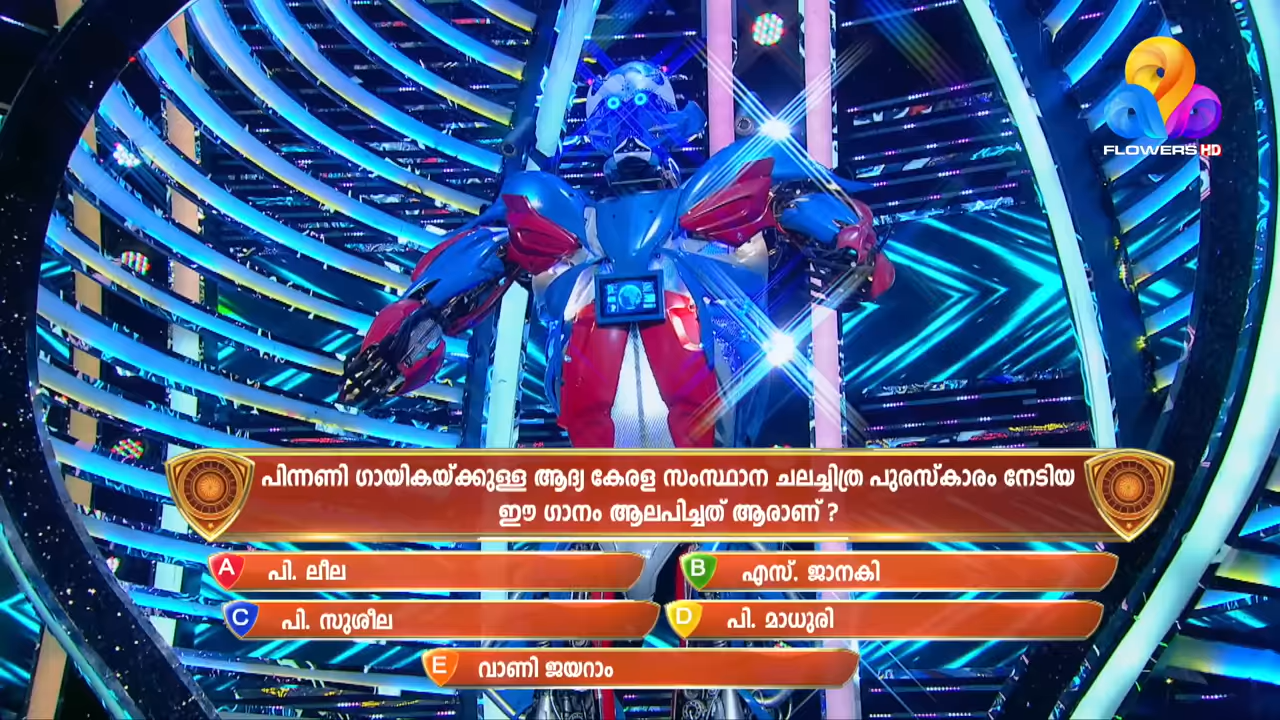 FLOWERS HD
പിന്നണി ഗായികയ്ക്കുള്ള ആദ്യ കേരള സംസ്ഥാന ചലച്ചിത്ര പുരസ്‌കാരം നേടിയ
ഈ ഗാനം ആലപിച്ചത് ആരാണ് ?
A പി. ലീല
B എസ്. ജാനകി
C പി. സുശീല
D പി. മാധുരി
E വാണി ജയറാം